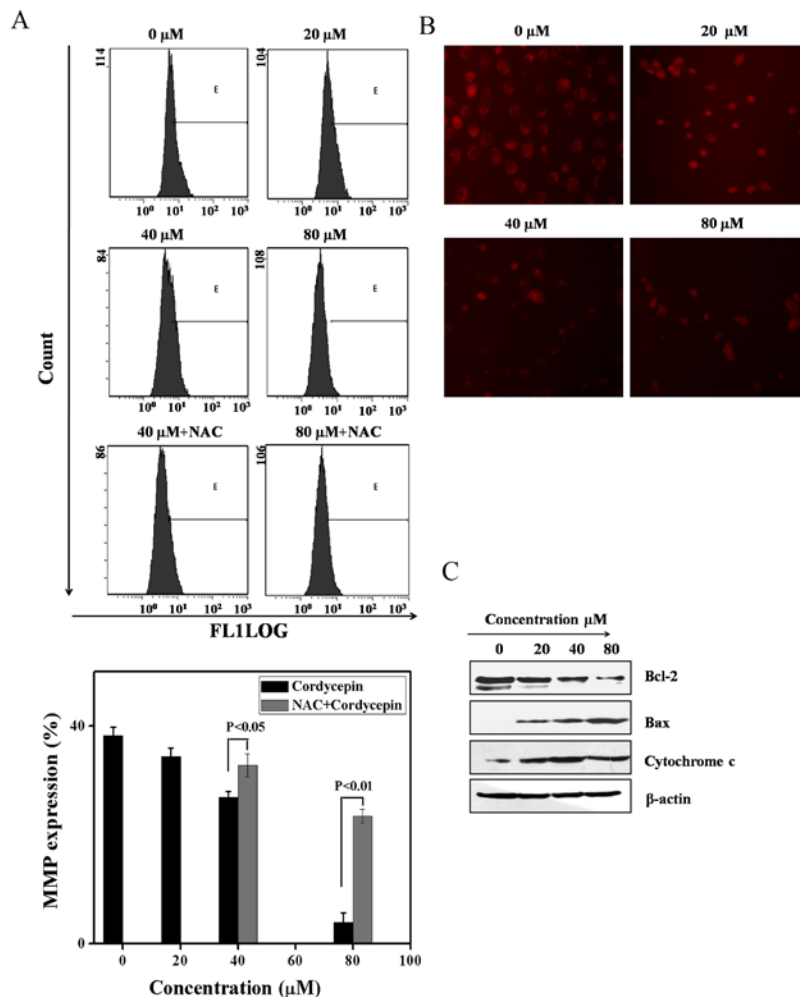 A
0 μM
20 μM
114
E
10⁰ 10¹ 10² 10³
104
E
10⁰ 10¹ 10² 10³
40 μM
80 μM
84
E
10⁰ 10¹ 10² 10³
108
E
10⁰ 10¹ 10² 10³
40 μM+NAC
80 μM+NAC
86
E
10⁰ 10¹ 10² 10³
106
E
10⁰ 10¹ 10² 10³
Count
FL1LOG
Cordycepin
NAC+Cordycepin
P<0.05
P<0.01
MMP expression (%)
40
0
0 20 40 60 80 100
Concentration (μM)
B
0 μM
20 μM
40 μM
80 μM
C
Concentration μM
0 20 40 80
Bcl-2
Bax
Cytochrome c
β-actin